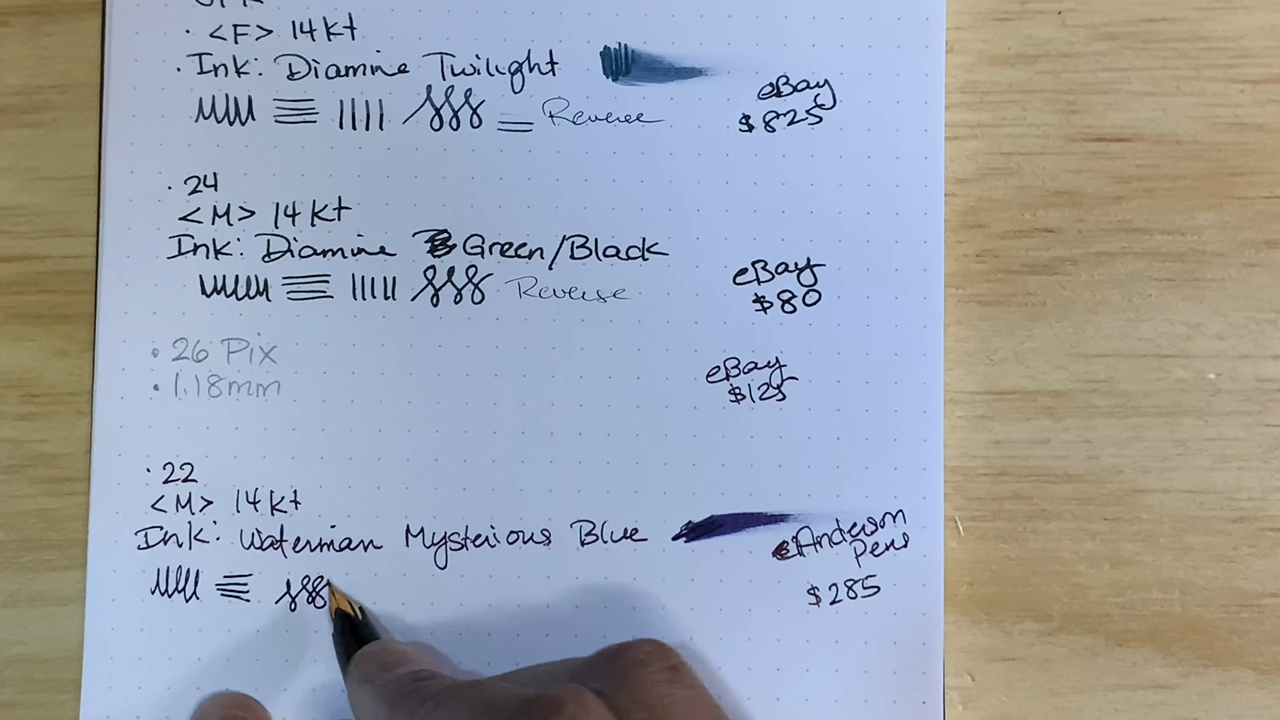 · <F> 14kt
· Ink: Diamine Twilight
Reverse
eBay
$825
· 24
<M> 14kt
Ink: Diamine Green/Black
Reverse
eBay
$80
• 26 Pix
• 1.18mm
eBay
$125
· 22
<M> 14kt
Ink: Waterman Mysterious Blue
Anderson
Pens
$285